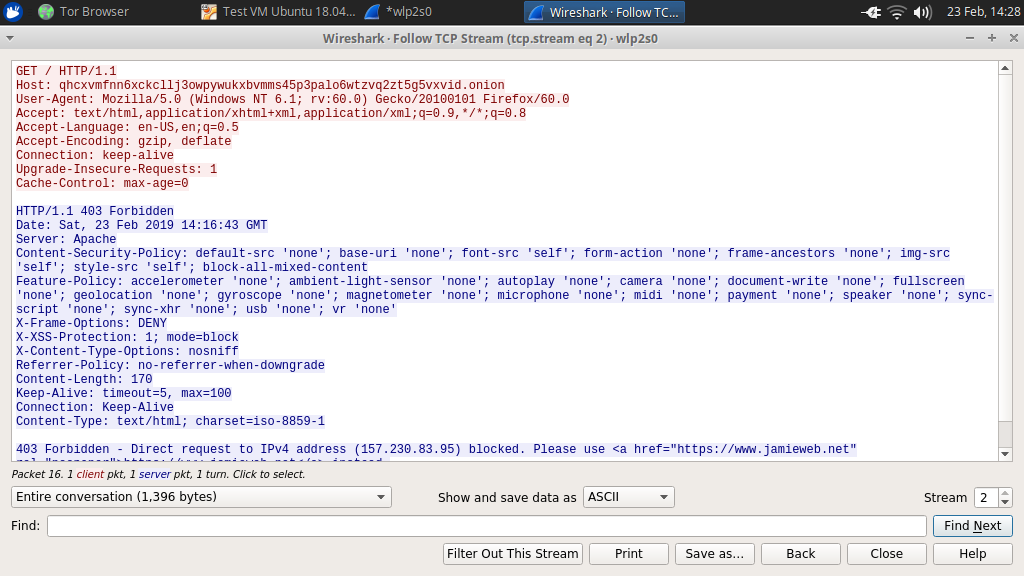 Tor Browser
Test VM Ubuntu 18.04...
*wlp2s0
Wireshark · Follow TC...
23 Feb, 14:28
Wireshark · Follow TCP Stream (tcp.stream eq 2) · wlp2s0
GET / HTTP/1.1
Host: qhcxvmfnn6xckcllj3owpywukxbvmms45p3palo6wtzvq2zt5g5vxvid.onion
User-Agent: Mozilla/5.0 (Windows NT 6.1; rv:60.0) Gecko/20100101 Firefox/60.0
Accept: text/html,application/xhtml+xml,application/xml;q=0.9,*/*;q=0.8
Accept-Language: en-US,en;q=0.5
Accept-Encoding: gzip, deflate
Connection: keep-alive
Upgrade-Insecure-Requests: 1
Cache-Control: max-age=0
HTTP/1.1 403 Forbidden
Date: Sat, 23 Feb 2019 14:16:43 GMT
Server: Apache
Content-Security-Policy: default-src 'none'; base-uri 'none'; font-src 'self'; form-action 'none'; frame-ancestors 'none'; img-src
'self'; style-src 'self'; block-all-mixed-content
Feature-Policy: accelerometer 'none'; ambient-light-sensor 'none'; autoplay 'none'; camera 'none'; document-write 'none'; fullscreen
'none'; geolocation 'none'; gyroscope 'none'; magnetometer 'none'; microphone 'none'; midi 'none'; payment 'none'; speaker 'none'; sync-
script 'none'; sync-xhr 'none'; usb 'none'; vr 'none'
X-Frame-Options: DENY
X-XSS-Protection: 1; mode=block
X-Content-Type-Options: nosniff
Referrer-Policy: no-referrer-when-downgrade
Content-Length: 170
Keep-Alive: timeout=5, max=100
Connection: Keep-Alive
Content-Type: text/html; charset=iso-8859-1
403 Forbidden - Direct request to IPv4 address (157.230.83.95) blocked. Please use <a href="https://www.jamieweb.net"
Packet 16. 1 client pkt, 1 server pkt, 1 turn. Click to select.
Entire conversation (1,396 bytes)
Show and save data as
ASCII
Stream
2
Find:
Find Next
Filter Out This Stream
Print
Save as...
Back
Close
Help